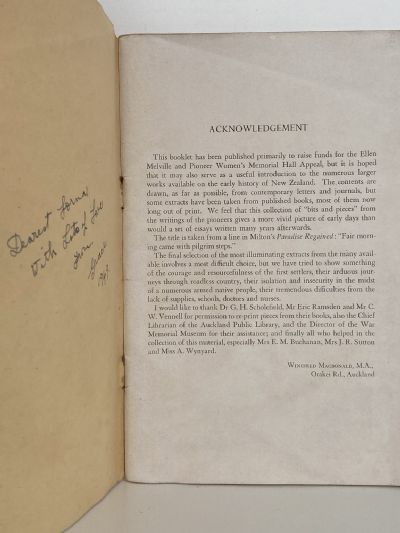 Dearest Lorna,
With Lots of Love
from
ACKNOWLEDGEMENT
This booklet has been published primarily to raise funds for the Ellen
Melville and Pioneer Women's Memorial Hall Appeal, but it is hoped
that it may also serve as a useful introduction to the numerous larger
works available on the early history of New Zealand. The contents are
drawn, as far as possible, from contemporary letters and journals, but
some extracts have been taken from published books, most of them now
long out of print. We feel that this collection of "bits and pieces" from
the writings of the pioneers gives a more vivid picture of early days than
would a set of essays written many years afterwards.
The title is taken from a line in Milton's Paradise Regained: "Fair morn-
ing came with pilgrim steps."
The final selection of the most illuminating extracts from the many avail-
able involves a most difficult choice, but we have tried to show something
of the courage and resourcefulness of the first settlers, their arduous jour-
neys through roadless country, their isolation and insecurity in the midst
of a numerous armed native people, their tremendous difficulties from the
lack of supplies, schools, doctors and nurses.
I would like to thank Dr G. H. Scholefield, Mr Eric Ramsden and Mr C.
W. Vennell for permission to re-print pieces from their books, also the Chief
Librarian of the Auckland Public Library, and the Director of the War
Memorial Museum for their assistance; and finally all who helped in the
collection of this material, especially Mrs E. M. Buchanan, Mrs J. R. Sutton
and Miss A. Wynyard.
WINIFRED MACDONALD, M.A.,
Orakei Rd., Auckland